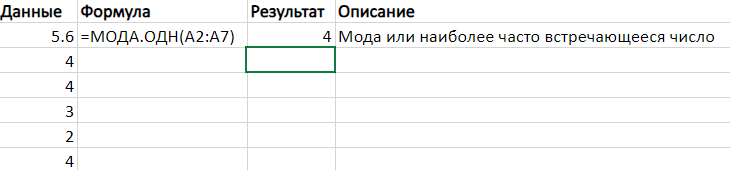 Данные Формула Результат Описание
5.6 =МОДА.ОДН(A2:A7) 4 Мода или наиболее часто встречающееся число
4
4
3
2
4